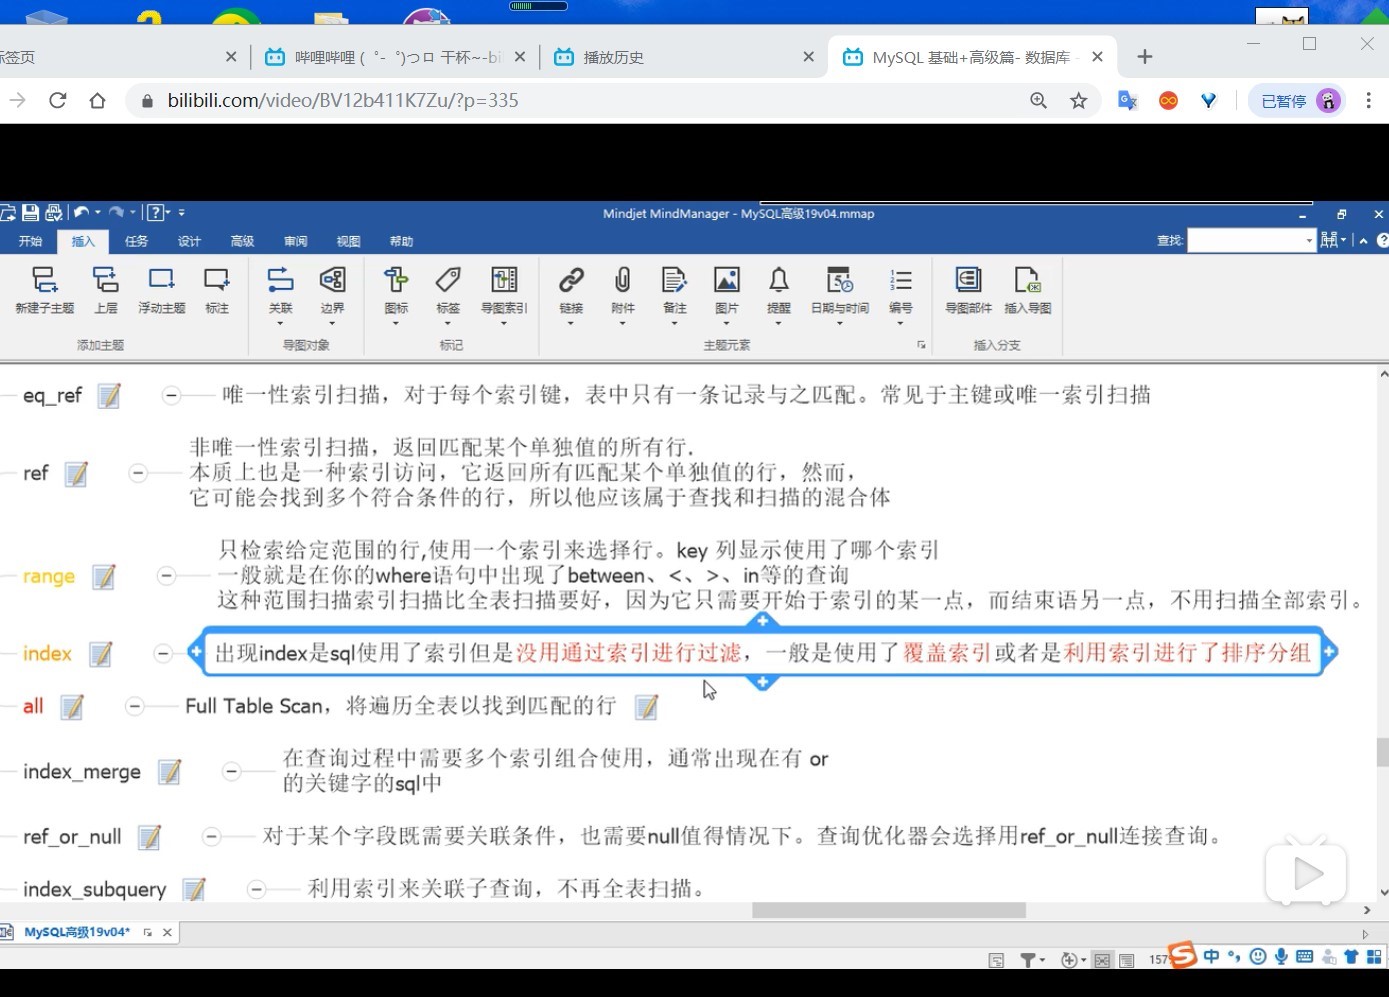 标签页
哔哩哔哩 ( ゜- ゜)つロ 干杯~-bi
播放历史
MySQL 基础+高级篇- 数据库 -
bilibili.com/video/BV12b411K7Zu/?p=335
已暂停
Mindjet MindManager - MySQL高级19v04.mmap
开始 插入 任务 设计 高级 审阅 视图 帮助
查找:
新建子主题 上层 浮动主题 标注 关联 边界 图标 标签 导图索引 链接 附件 备注 图片 提醒 日期与时间 编号 导图部件 插入导图
添加主题 导图对象 标记 主题元素 插入分支
eq_ref 唯一性索引扫描，对于每个索引键，表中只有一条记录与之匹配。常见于主键或唯一索引扫描
非唯一性索引扫描，返回匹配某个单独值的所有行.
ref 本质上也是一种索引访问，它返回所有匹配某个单独值的行，然而，
它可能会找到多个符合条件的行，所以他应该属于查找和扫描的混合体
只检索给定范围的行,使用一个索引来选择行。key 列显示使用了哪个索引
range 一般就是在你的where语句中出现了between、<、>、in等的查询
这种范围扫描索引扫描比全表扫描要好，因为它只需要开始于索引的某一点，而结束语另一点，不用扫描全部索引。
index 出现index是sql使用了索引但是没用通过索引进行过滤，一般是使用了覆盖索引或者是利用索引进行了排序分组
all Full Table Scan，将遍历全表以找到匹配的行
在查询过程中需要多个索引组合使用，通常出现在有 or
index_merge
的关键字的sql中
ref_or_null 对于某个字段既需要关联条件，也需要null值得情况下。查询优化器会选择用ref_or_null连接查询。
index_subquery 利用索引来关联子查询，不再全表扫描。
MySQL高级19v04*
157
中